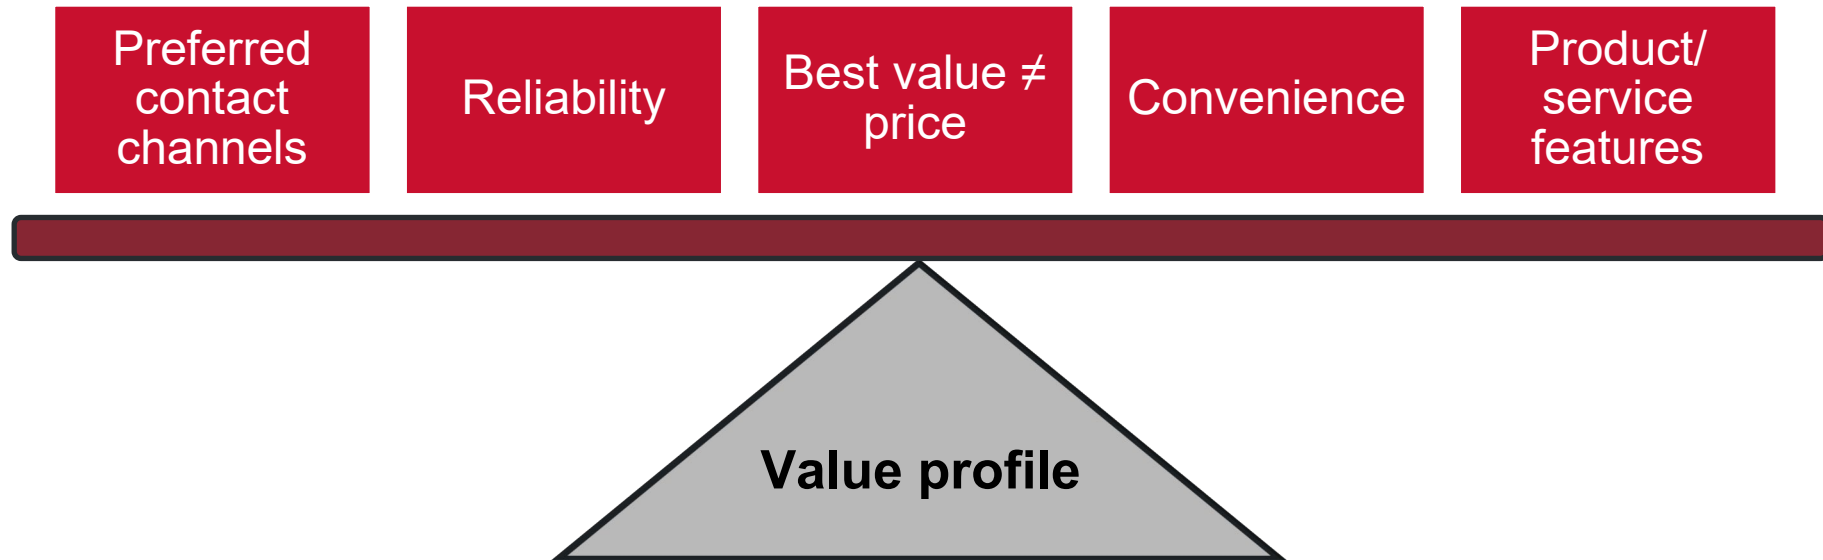 Preferred
contact
channels
Reliability
Best value ≠
price
Convenience
Product/
service
features
Value profile